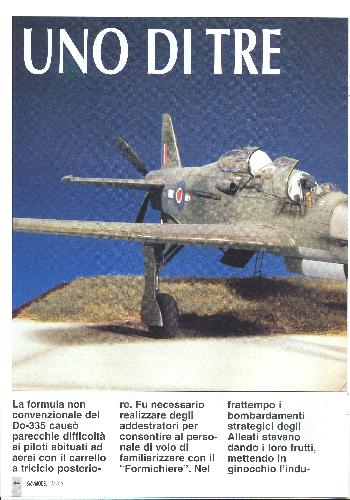 UNO DI TRE
La formula non
convenzionale del
Do-335 causò
parecchie difficoltà
ai piloti abituati ad
aerei con il carrello
a triciclo posterio-
re. Fu necessario
realizzare degli
addestratori per
consentire al perso-
nale di volo di
familiarizzare con il
"Formichiere". Nel
frattempo i
bombardamenti
strategici degli
Alleati stavano
dando i loro frutti,
mettendo in
ginocchio l'indu-